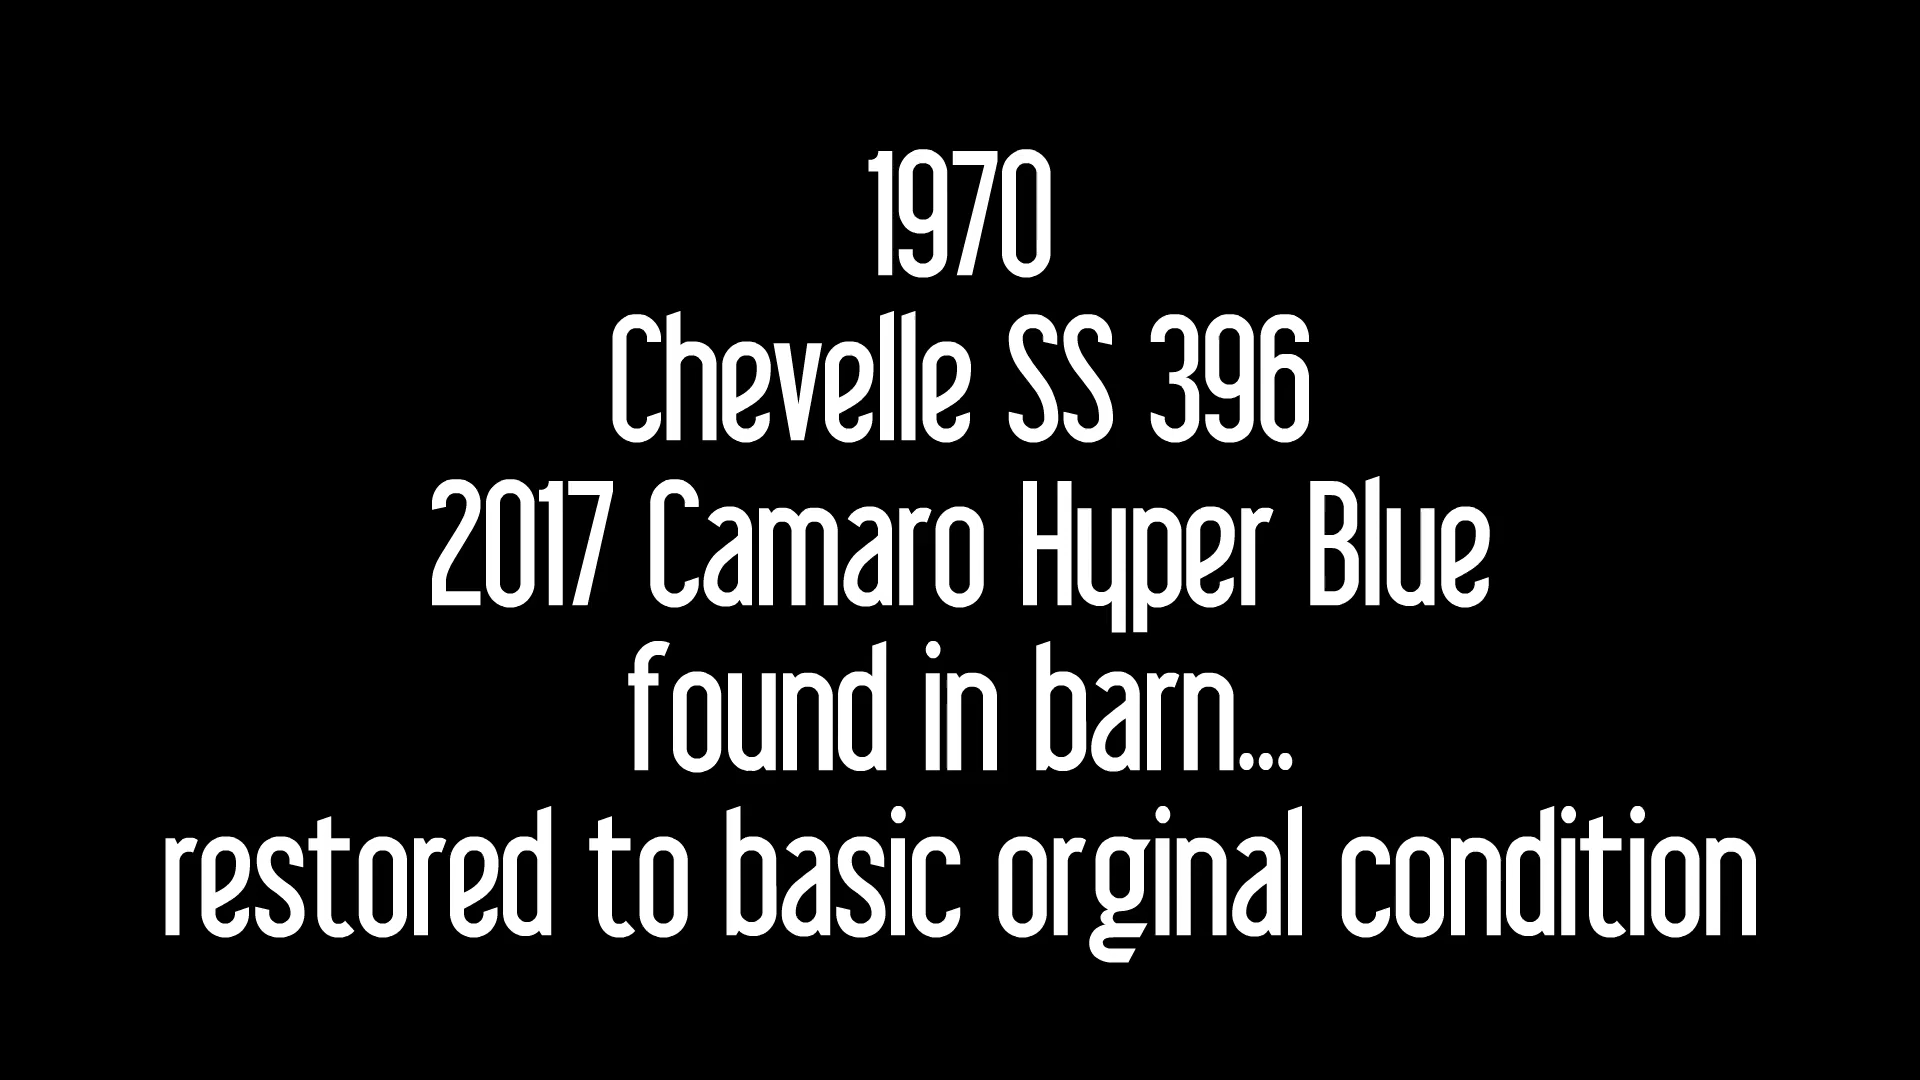 1970
Chevelle SS 396
2017 Camaro Hyper Blue
found in barn...
restored to basic orginal condition